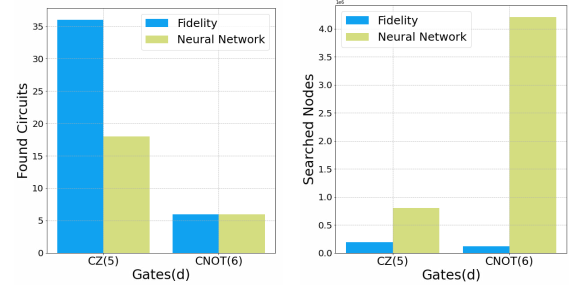 Fidelity
Neural Network
35
30
25
20
15
10
5
0
Found Circuits
CZ(5)
CNOT(6)
Gates(d)
1e6
Fidelity
Neural Network
4.0
3.5
3.0
2.5
2.0
1.5
1.0
0.5
0.0
Searched Nodes
CZ(5)
CNOT(6)
Gates(d)